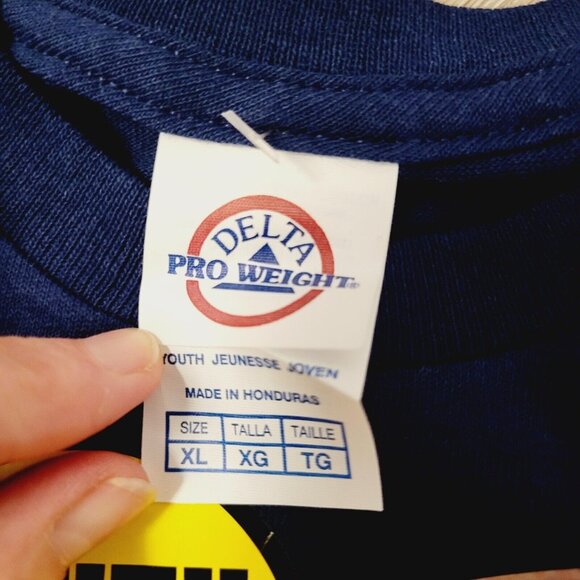 DELTA
PRO WEIGHT®
YOUTH JEUNESSE JOVEN
MADE IN HONDURAS
SIZE TALLA TAILLE
XL XG TG